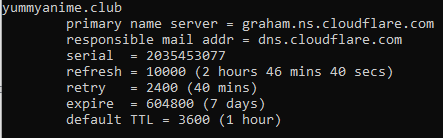 yummyanime.club
primary name server = graham.ns.cloudflare.com
responsible mail addr = dns.cloudflare.com
serial = 2035453077
refresh = 10000 (2 hours 46 mins 40 secs)
retry = 2400 (40 mins)
expire = 604800 (7 days)
default TTL = 3600 (1 hour)